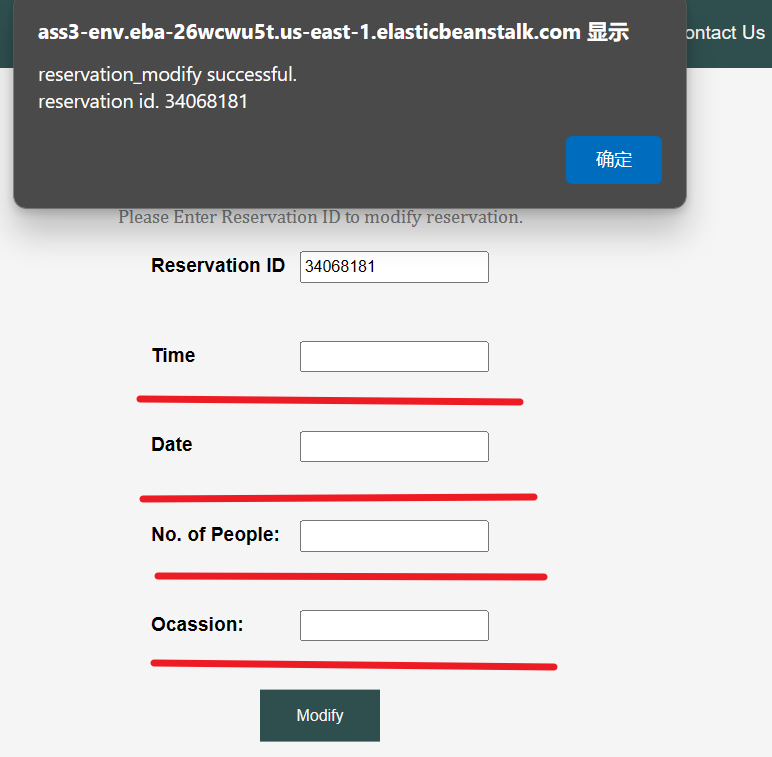 ass3-env.eba-26wcwu5t.us-east-1.elasticbeanstalk.com 显示
ontact Us
reservation_modify successful.
reservation id. 34068181
确定
Please Enter Reservation ID to modify reservation.
Reservation ID 34068181
Time
Date
No. of People:
Ocassion:
Modify